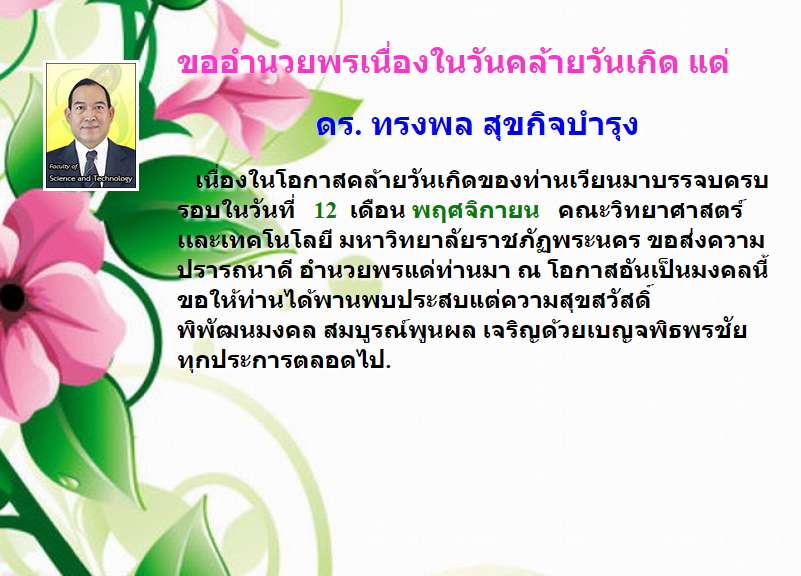 ขออำนวยพรเนื่องในวันคล้ายวันเกิด แด่
ดร. ทรงพล สุขกิจบำรุง
Faculty of
Science and Technology
เนื่องในโอกาสคล้ายวันเกิดของท่านเวียนมาบรรจบครบ
รอบในวันที่ 12 เดือน พฤศจิกายน คณะวิทยาศาสตร์
และเทคโนโลยี มหาวิทยาลัยราชภัฏพระนคร ขอส่งความ
ปรารถนาดี อำนวยพรแด่ท่านมา ณ โอกาสอันเป็นมงคลนี้
ขอให้ท่านได้พานพบประสบแต่ความสุขสวัสดิ์
พิพัฒนมงคล สมบูรณ์พูนผล เจริญด้วยเบญจพิธพรชัย
ทุกประการตลอดไป.